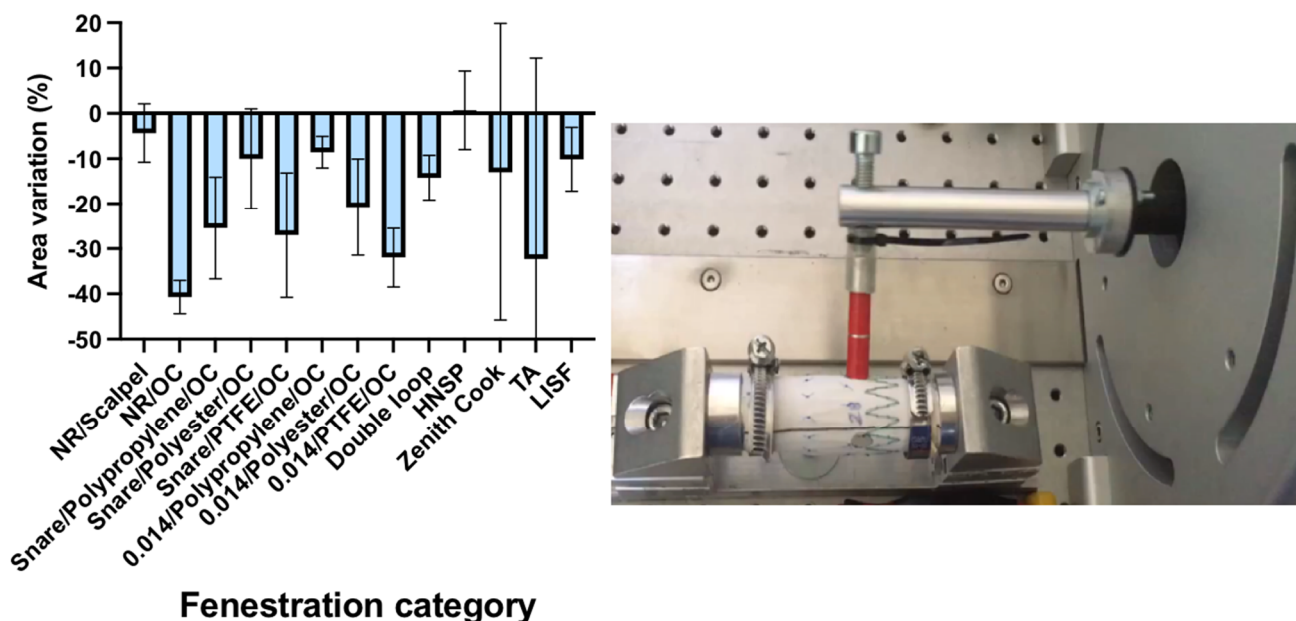 20
10
0
-10
-20
-30
-40
-50
Area variation (%)
NR/Scalpel
NR/OC
Snare/Polypropylene/OC
Snare/Polyester/OC
Snare/PTFE/OC
0.014/Polypropylene/OC
0.014/Polyester/OC
0.014/PTFE/OC
Double loop
HNSP
Zenith Cook
TA
LISF
Fenestration category